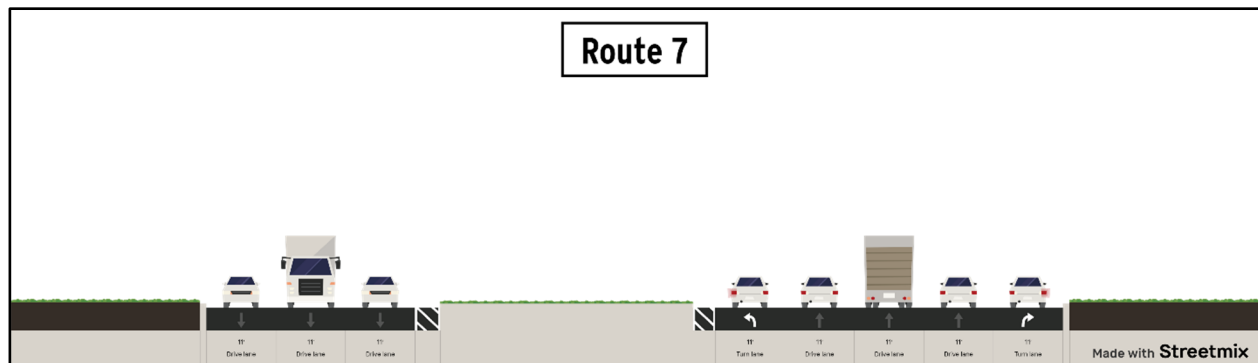 Route 7
11'
Drive lane
11'
Drive lane
11'
Drive lane
11'
Turn lane
11'
Drive lane
11'
Drive lane
11'
Drive lane
11'
Turn lane
Made with Streetmix